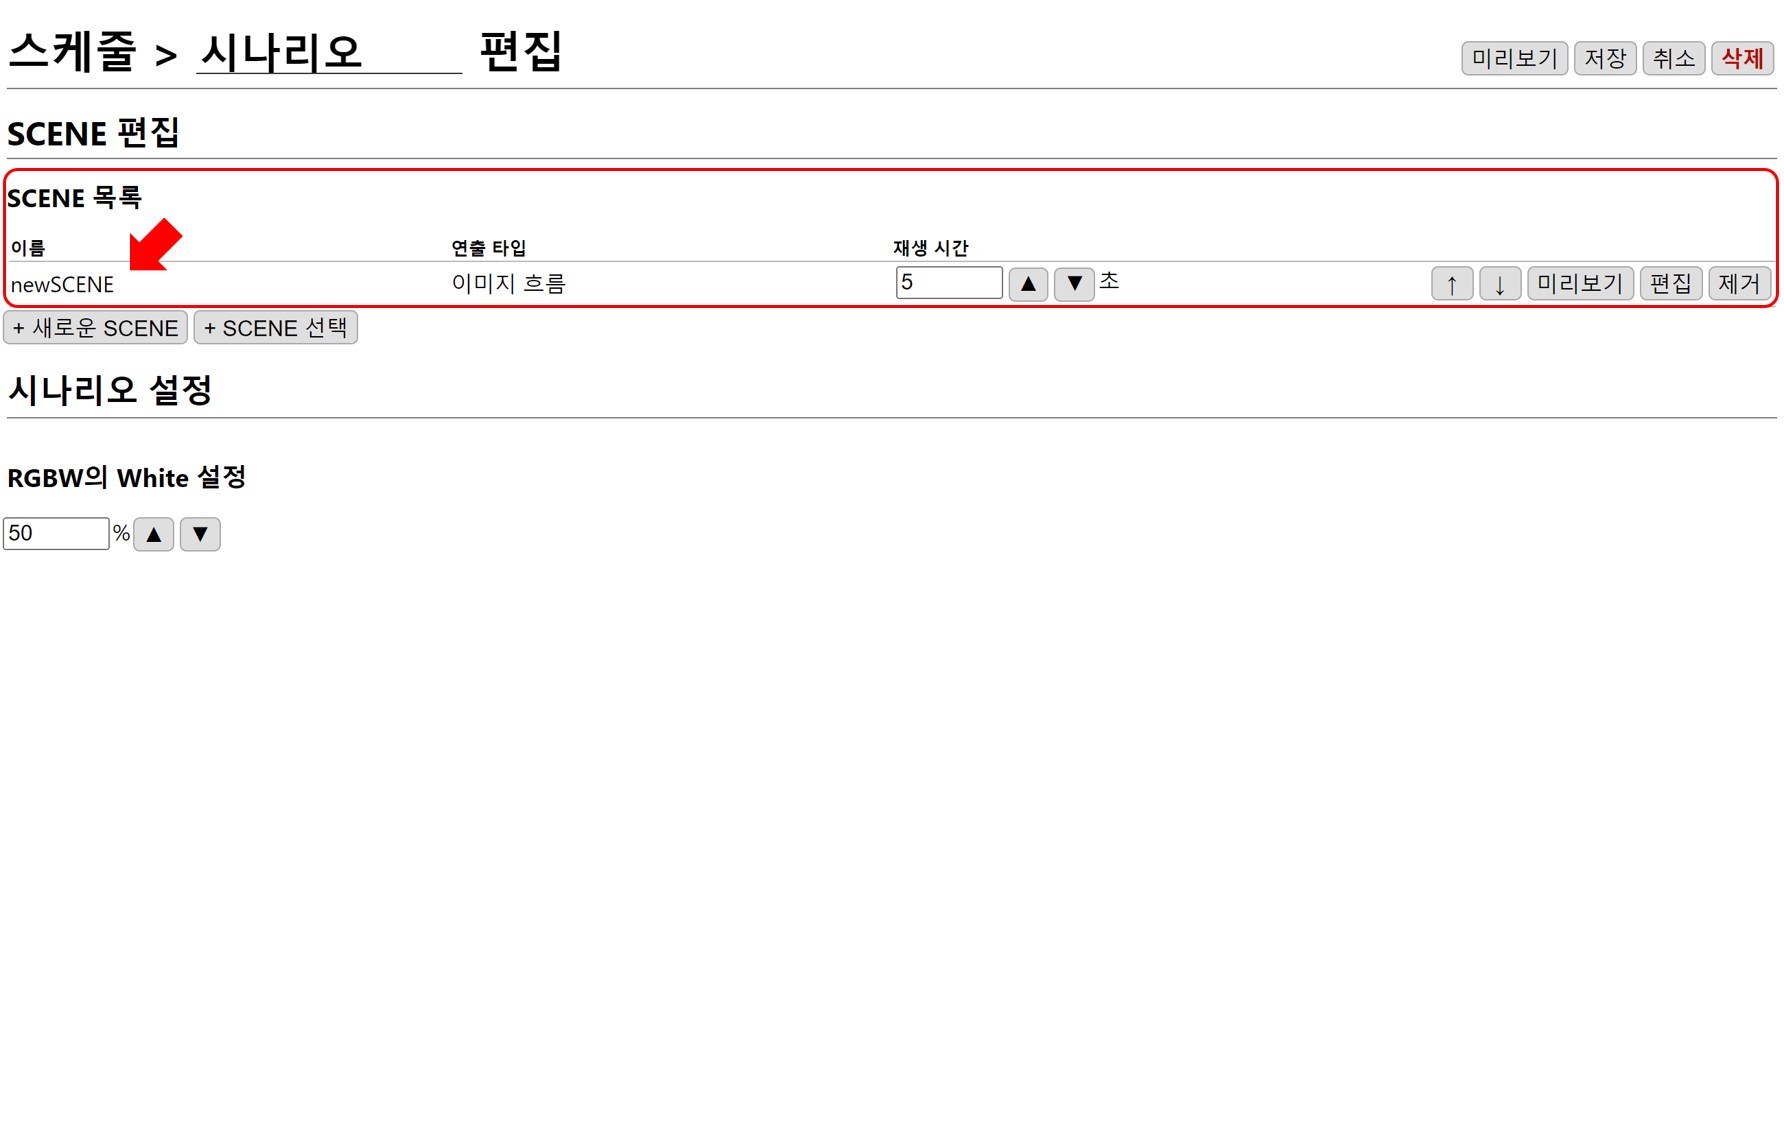 스케줄 > 시나리오 편집
미리보기 저장 취소 삭제
SCENE 편집
SCENE 목록
이름 연출 타입 재생 시간
newSCENE 이미지 흐름 5 ▲ ▼ 초 ↑ ↓ 미리보기 편집 제거
+ 새로운 SCENE + SCENE 선택
시나리오 설정
RGBW의 White 설정
50 % ▲ ▼